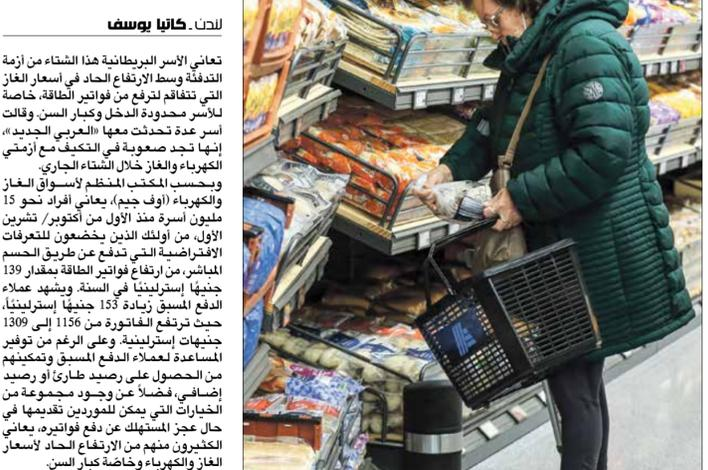 لندن ـ كاتيا يوسف
تعاني الأسر البريطانية هذا الشتاء من أزمة
التدفئة وسط الارتفاع الحاد في أسعار الغاز
التي تتفاقم لترفع من فواتير الطاقة، خاصة
للأسر محدودة الدخل وكبار السن. وقالت
أسر عدة تحدثت معها «العربي الجديد»،
إنها تجد صعوبة في التكيف مع أزمتي
الكهرباء والغاز خلال الشتاء الجاري.
وبحسب المكتب المنظم لأسواق الغاز
والكهرباء (أوف جيم)، يعاني أفراد نحو 15
مليون أسرة منذ الأول من أكتوبر/ تشرين
الأول، من أولئك الذين يخضعون للتعرفات
الافتراضية التي تدفع عن طريق الحسم
المباشر، من ارتفاع فواتير الطاقة بمقدار 139
جنيهًا إسترلينيًا في السنة. ويشهد عملاء
الدفع المسبق زيادة 153 جنيهًا إسترلينيًا،
حيث ترتفع الفاتورة من 1156 إلى 1309
جنيهات إسترلينية. وعلى الرغم من توفير
المساعدة لعملاء الدفع المسبق وتمكينهم
من الحصول على رصيد طارئ أو رصيد
إضافي، فضلًا عن وجود مجموعة من
الخيارات التي يمكن للموردين تقديمها في
حال عجز المستهلك عن دفع فواتيره، يعاني
الكثيرون منهم من الارتفاع الحاد لأسعار
الغاز والكهرباء وخاصة كبار السن.